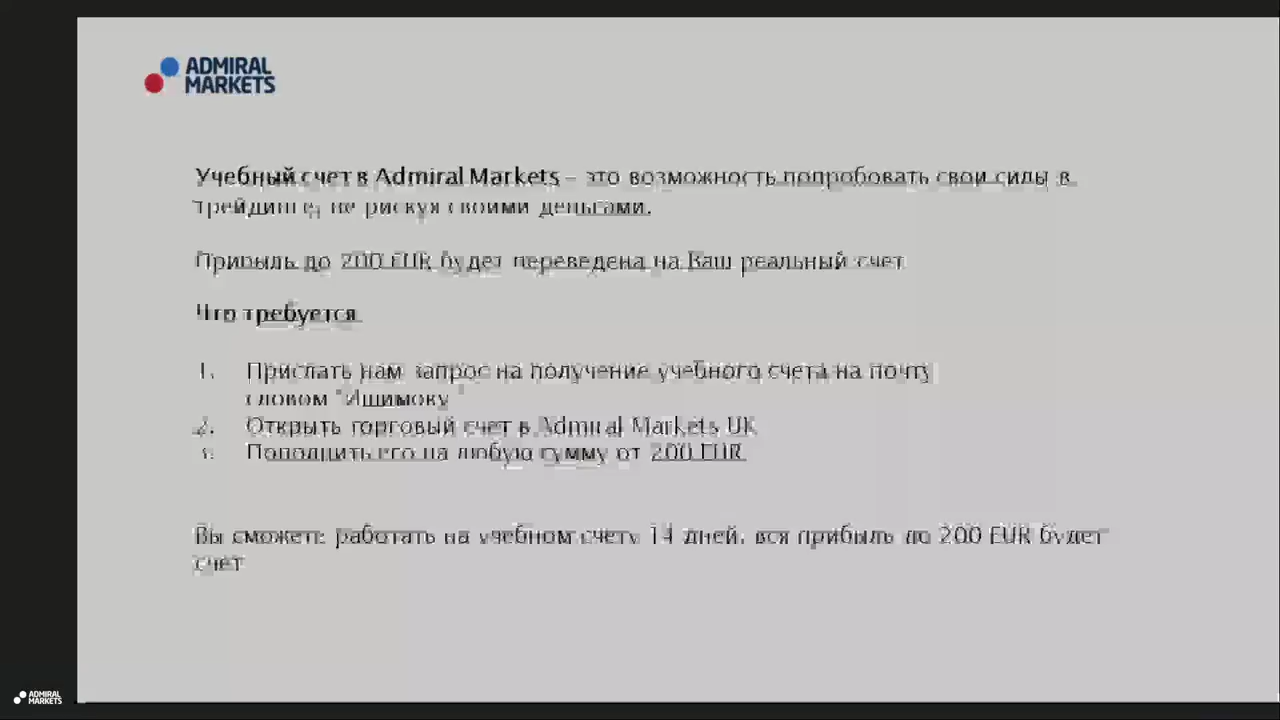 ADMIRAL
MARKETS
Учебный счет в Admiral Markets – это возможность попробовать свои силы в
трейдинге, не рискуя своими деньгами.
Прибыль до 200 EUR будет переведена на Ваш реальный счет
Что требуется
1. Прислать нам запрос на получение учебного счета на почту
словом "Ишимоку"
2. Открыть торговый счет в Admiral Markets UK
3. Пополнить его на любую сумму от 200 EUR
Вы сможете работать на учебном счету 14 дней, вся прибыль до 200 EUR будет
счет
ADMIRAL
MARKETS